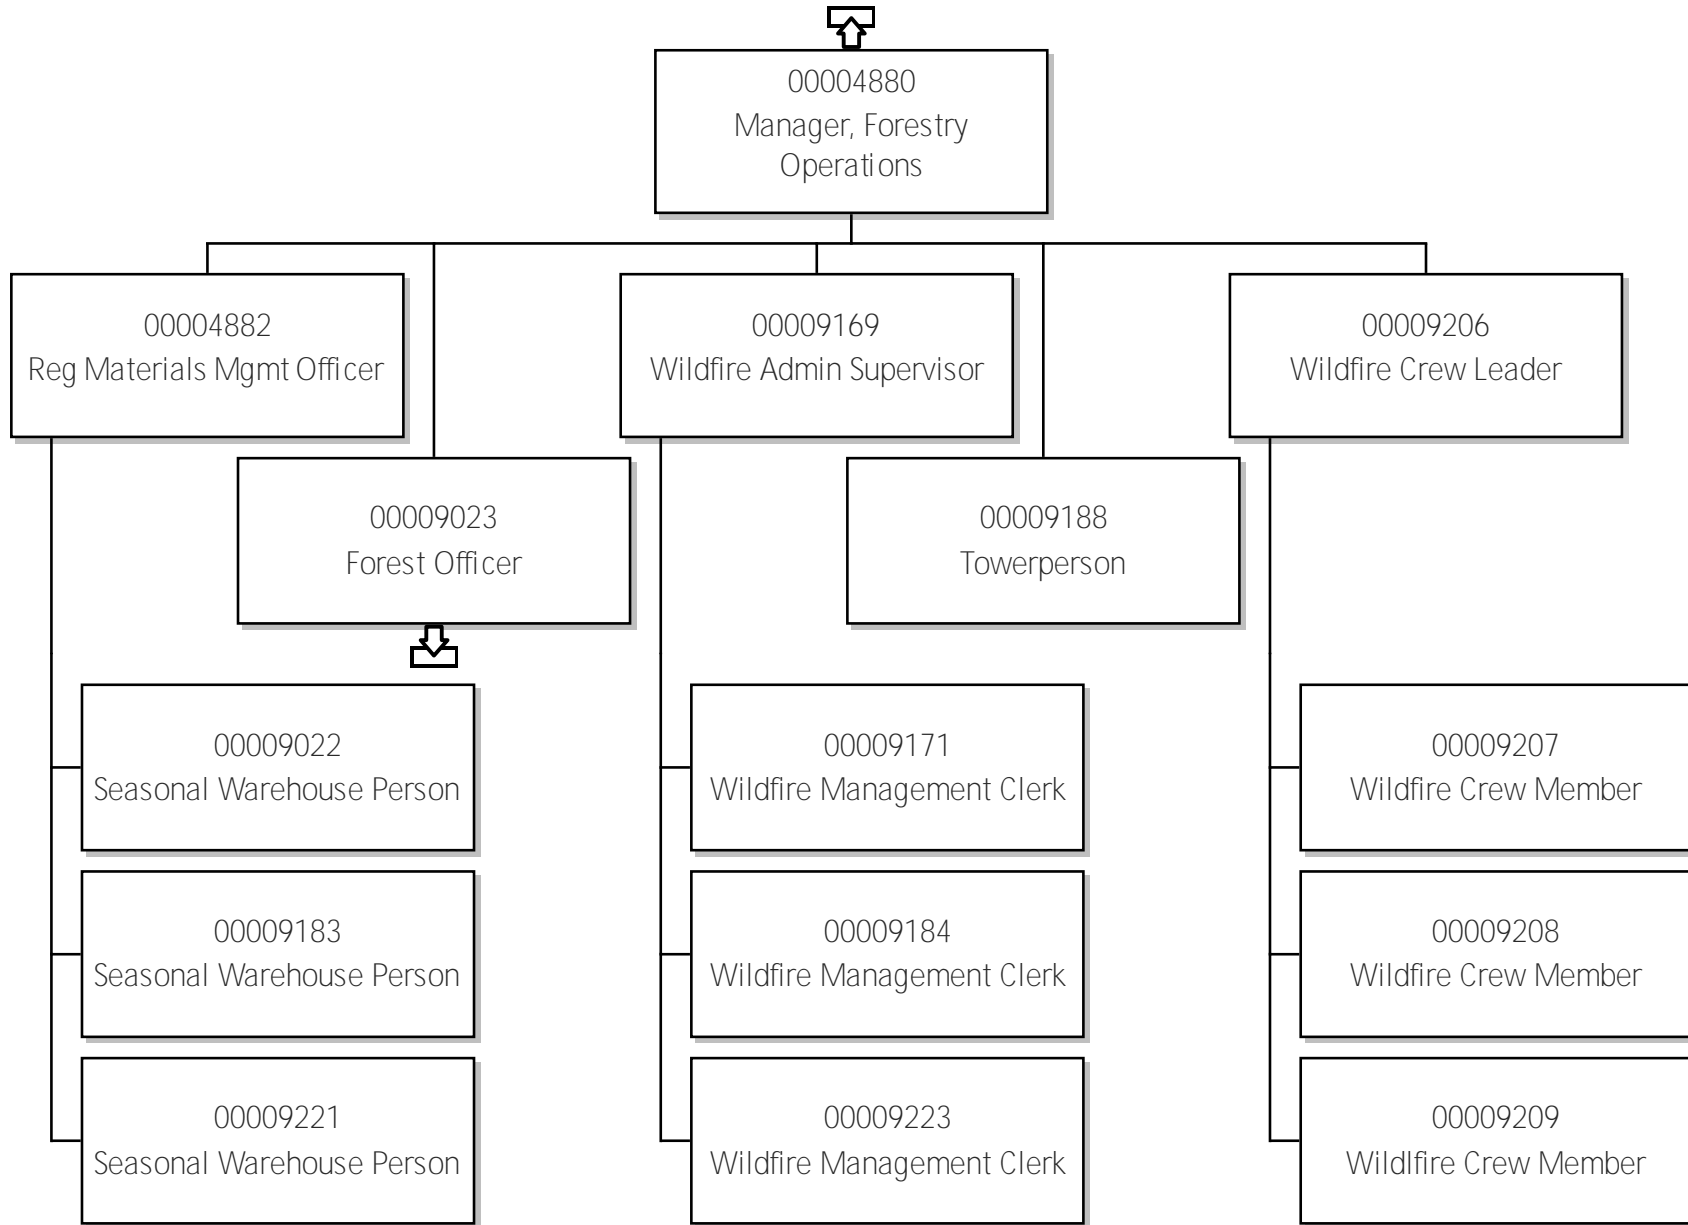 00004880
Manager, Forestry
Operations
00004882
Reg Materials Mgmt Officer
00009169
Wildfire Admin Supervisor
00009206
Wildfire Crew Leader
00009023
Forest Officer
00009188
Towerperson
00009022
Seasonal Warehouse Person
00009171
Wildfire Management Clerk
00009207
Wildfire Crew Member
00009183
Seasonal Warehouse Person
00009184
Wildfire Management Clerk
00009208
Wildfire Crew Member
00009221
Seasonal Warehouse Person
00009223
Wildfire Management Clerk
00009209
Wildlfire Crew Member